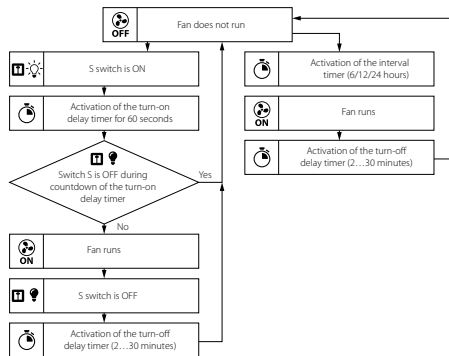 OFF
Fan does not run
S switch is ON
Activation of the turn-on
delay timer for 60 seconds
Switch S is OFF during
countdown of the turn-on
delay timer
Yes
No
ON
Fan runs
S switch is OFF
Activation of the turn-off
delay timer (2…30 minutes)
Activation of the interval
timer (6/12/24 hours)
ON
Fan runs
Activation of the turn-off
delay timer (2…30 minutes)